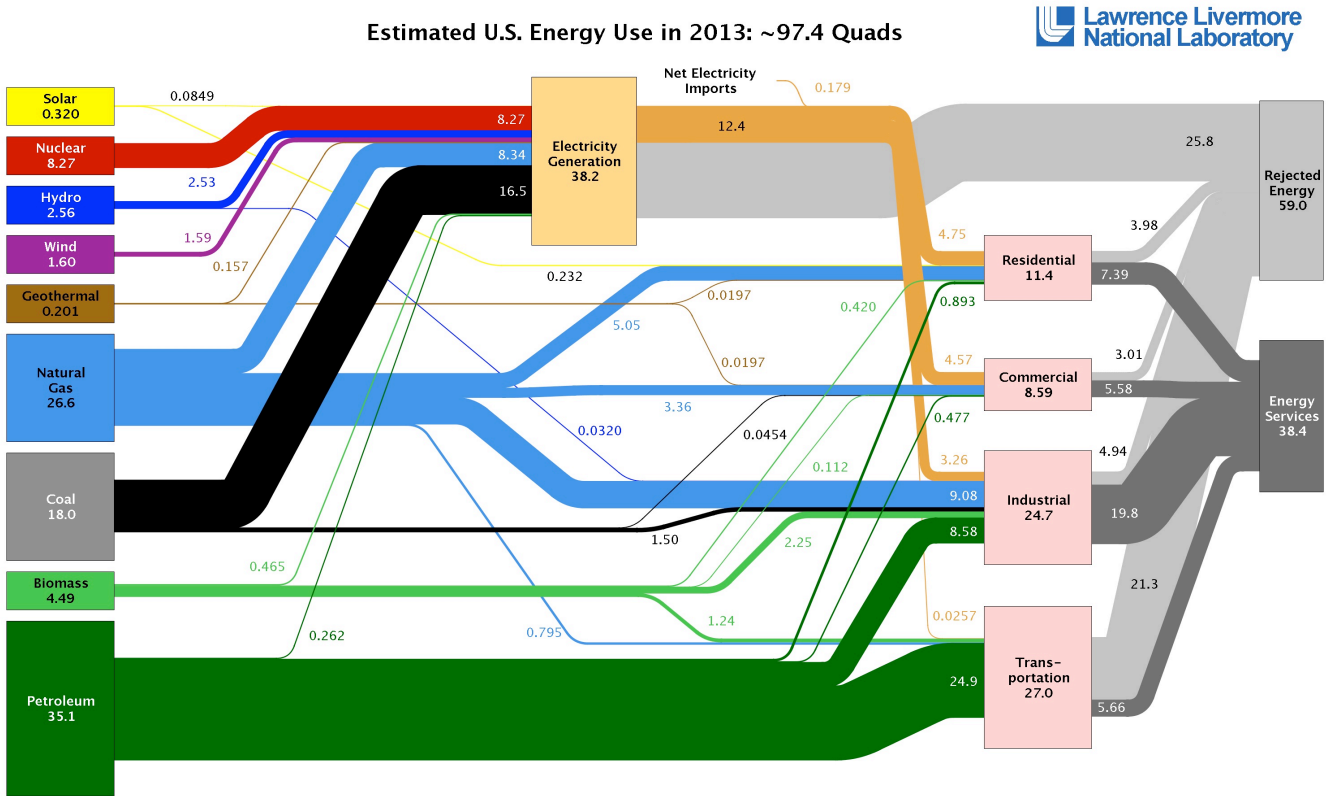 Estimated U.S. Energy Use in 2013: ~97.4 Quads
Lawrence Livermore
National Laboratory
Net Electricity
Imports
0.179
Solar
0.320
0.0849
Nuclear
8.27
8.27
12.4
25.8
Hydro
2.56
2.53
8.34
Electricity
Generation
38.2
Rejected
Energy
59.0
16.5
Wind
1.60
1.59
4.75
3.98
0.157
0.232
Residential
11.4
7.39
Geothermal
0.201
0.0197
0.420
0.893
5.05
Natural
Gas
26.6
0.0197
4.57
3.01
Commercial
8.59
5.58
3.36
0.477
Energy
Services
38.4
0.0320
0.0454
3.26
4.94
0.112
Coal
18.0
9.08
Industrial
24.7
19.8
1.50
2.25
8.58
0.465
Biomass
4.49
21.3
1.24
0.0257
0.262
0.795
Trans-
portation
27.0
24.9
5.66
Petroleum
35.1